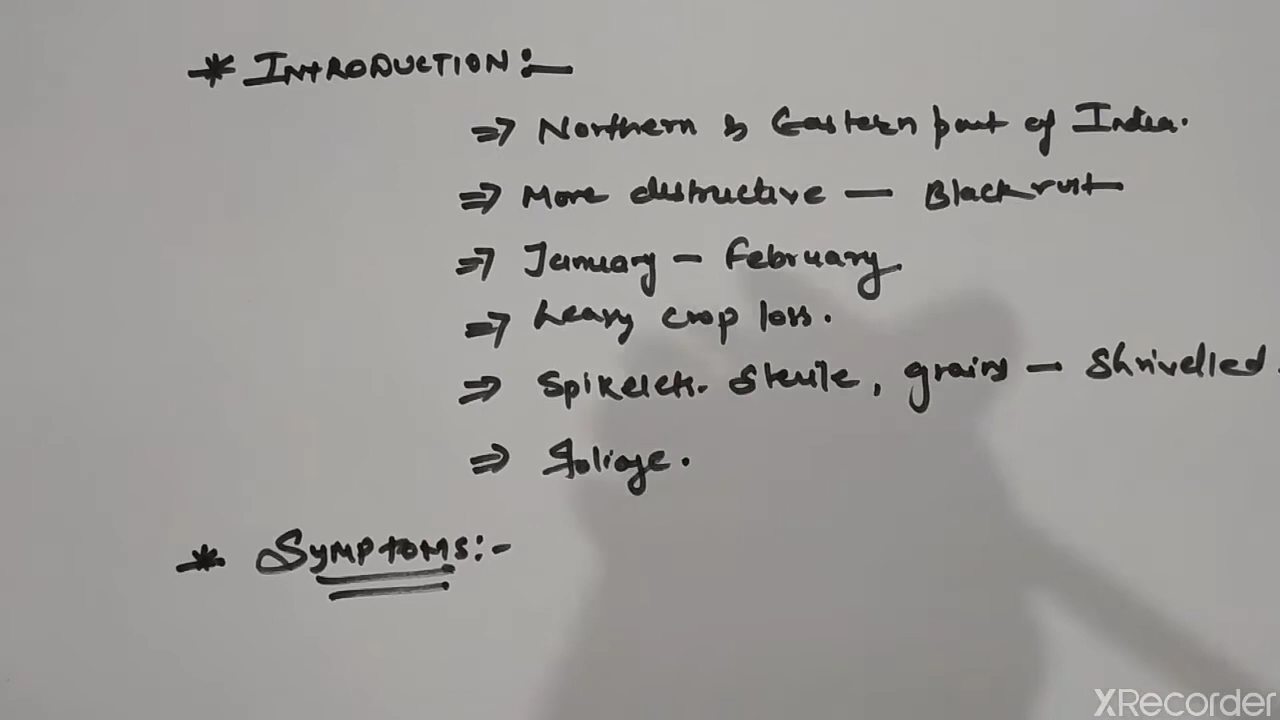 * INTRODUCTION:-
⇒ Northern & Eastern part of India.
⇒ More destructive — Black rust
⇒ January - February
⇒ heavy crop loss.
⇒ Spikelets. Sterile, grains — Shrivelled.
⇒ foliage.
* SYMPTOMS:-
XRecorder